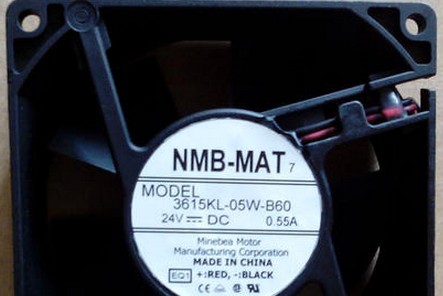 NMB-MAT 7
MODEL
3615KL-05W-B60
24V DC 0.55A
Minebea Motor
Manufacturing Corporation
MADE IN CHINA
EQ1 +:RED, -:BLACK
CE